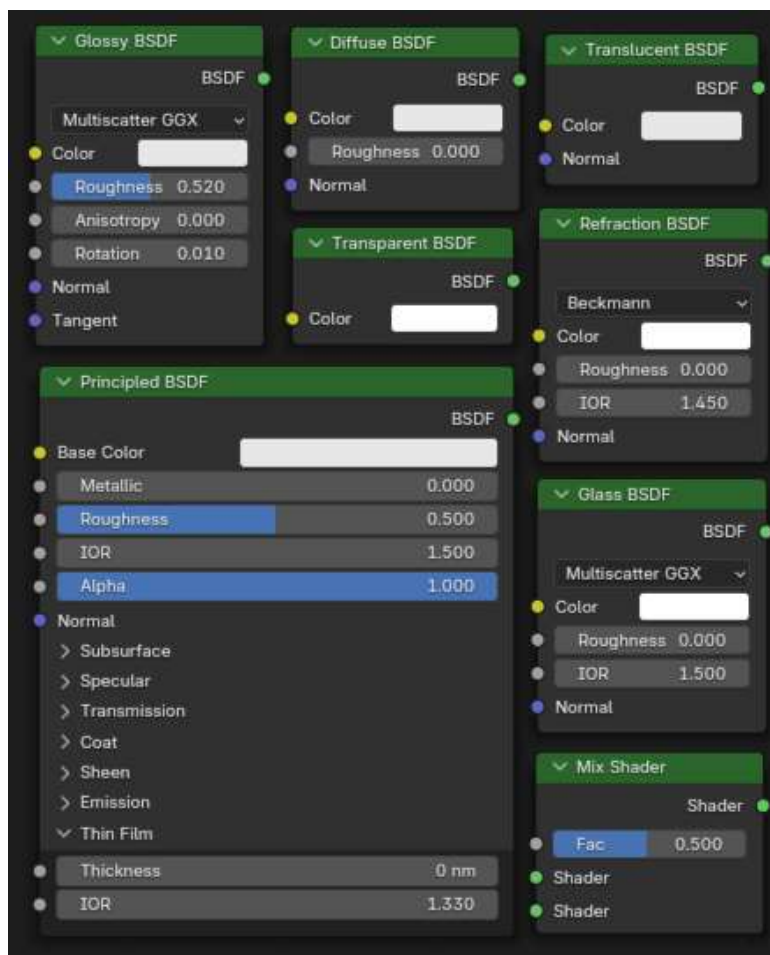 Glossy BSDF
BSDF
Multiscatter GGX
Color
Roughness 0.520
Anisotropy 0.000
Rotation 0.010
Normal
Tangent
Diffuse BSDF
BSDF
Color
Roughness 0.000
Normal
Translucent BSDF
BSDF
Color
Normal
Transparent BSDF
BSDF
Color
Refraction BSDF
BSDF
Beckmann
Color
Roughness 0.000
IOR 1.450
Normal
Principled BSDF
BSDF
Base Color
Metallic 0.000
Roughness 0.500
IOR 1.500
Alpha 1.000
Normal
Subsurface
Specular
Transmission
Coat
Sheen
Emission
Thin Film
Thickness 0 nm
IOR 1.330
Glass BSDF
BSDF
Multiscatter GGX
Color
Roughness 0.000
IOR 1.500
Normal
Mix Shader
Shader
Fac 0.500
Shader
Shader